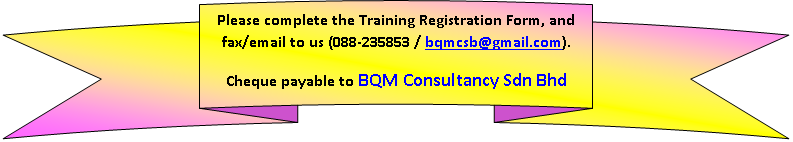 Please complete the Training Registration Form, and
fax/email to us (088-235853 / bqmcsb@gmail.com).
Cheque payable to BQM Consultancy Sdn Bhd